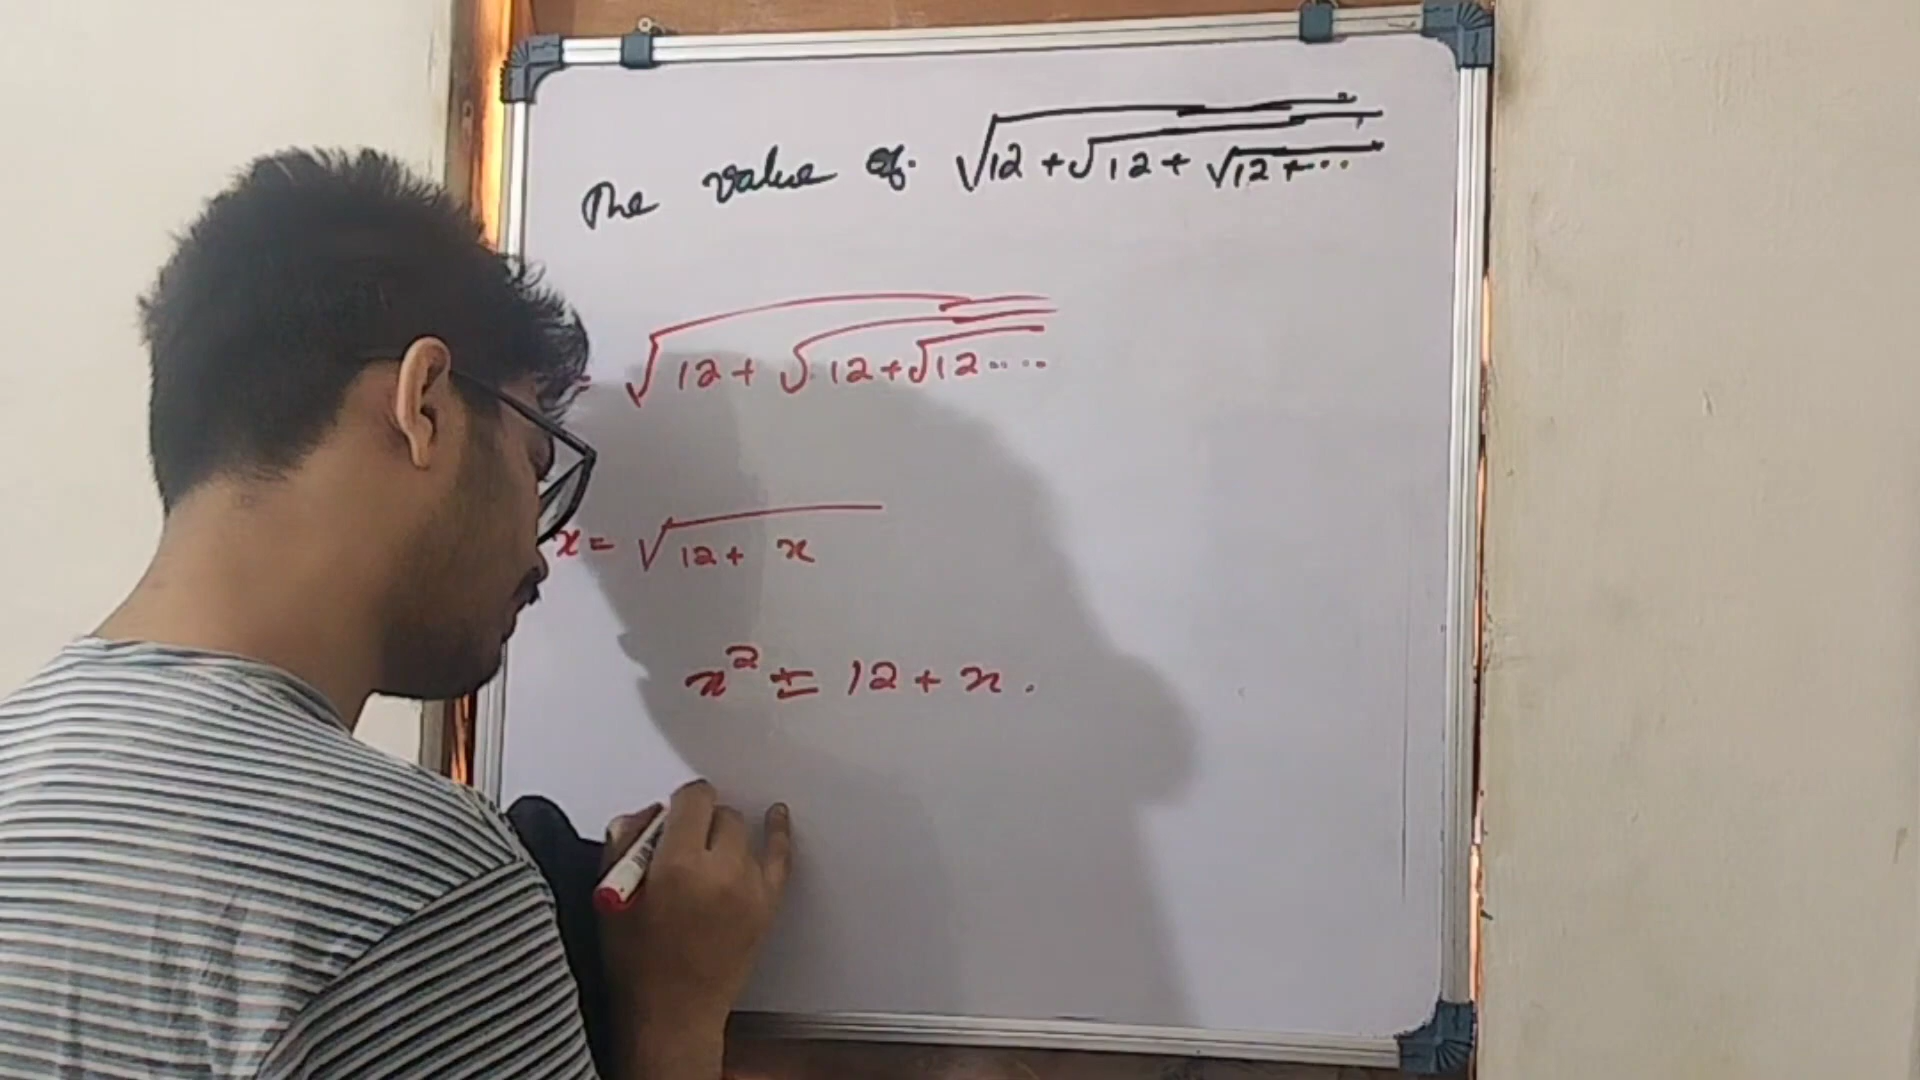 The value of. √12 + √12 + √12 + ...
= √12 + √12 + √12 ....
x = √12 + x
x² = 12 + x.